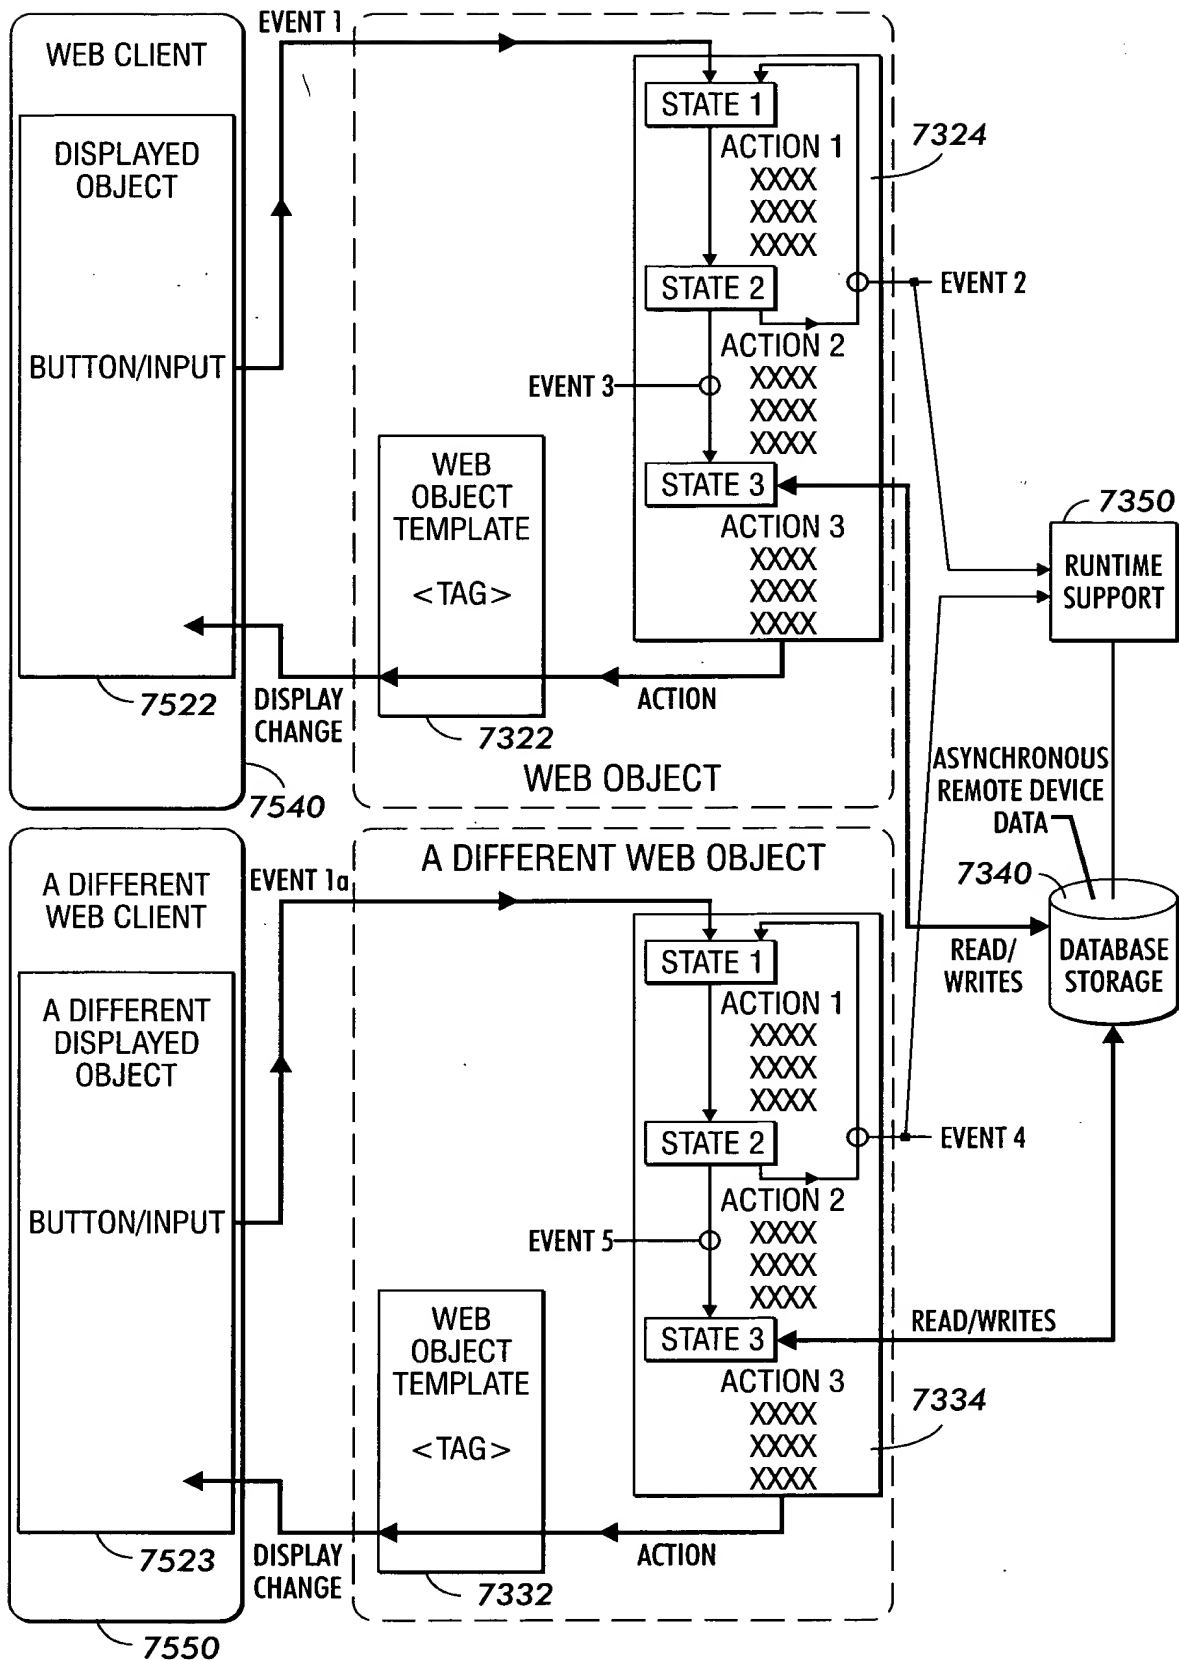 EVENT 1
WEB CLIENT
DISPLAYED
OBJECT
BUTTON/INPUT
7522
7540
DISPLAY
CHANGE
STATE 1
ACTION 1
XXXX
XXXX
XXXX
STATE 2
ACTION 2
XXXX
XXXX
XXXX
EVENT 3
STATE 3
ACTION 3
XXXX
XXXX
XXXX
7324
EVENT 2
WEB
OBJECT
TEMPLATE
<TAG>
7322
ACTION
WEB OBJECT
7350
RUNTIME
SUPPORT
ASYNCHRONOUS
REMOTE DEVICE
DATA
7340
DATABASE
STORAGE
READ/
WRITES
A DIFFERENT WEB OBJECT
EVENT 1a
A DIFFERENT
WEB CLIENT
A DIFFERENT
DISPLAYED
OBJECT
BUTTON/INPUT
7523
7550
DISPLAY
CHANGE
STATE 1
ACTION 1
XXXX
XXXX
XXXX
STATE 2
EVENT 4
ACTION 2
XXXX
XXXX
XXXX
EVENT 5
STATE 3
READ/WRITES
ACTION 3
XXXX
XXXX
XXXX
7334
WEB
OBJECT
TEMPLATE
<TAG>
7332
ACTION